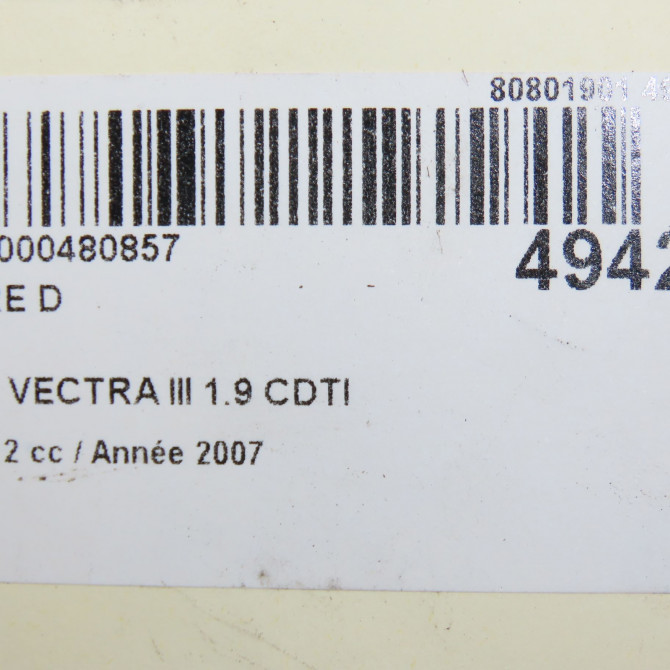 80801901
000480857
4942
E D
VECTRA III 1.9 CDTI
2 cc / Année 2007